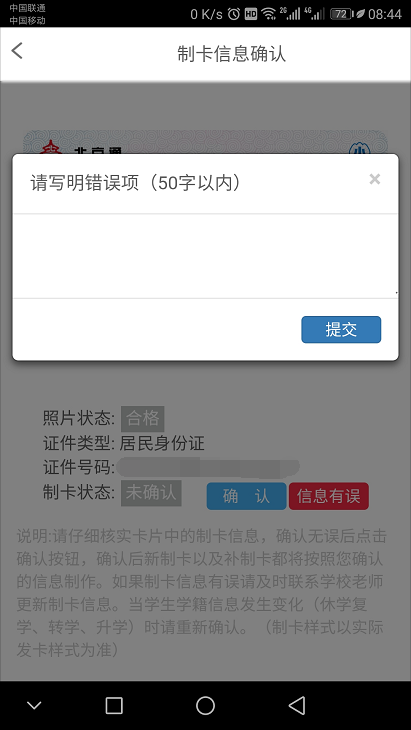 中国联通
中国移动
0 K/s HD 2G 4G 72 08:44
制卡信息确认
请写明错误项（50字以内）
×
提交
照片状态: 合格
证件类型: 居民身份证
证件号码:
制卡状态: 未确认 确 认 信息有误
说明:请仔细核实卡片中的制卡信息，确认无误后点击
确认按钮，确认后新制卡以及补制卡都将按照您确认
的信息制作。如果制卡信息有误请及时联系学校老师
更新制卡信息。当学生学籍信息发生变化（休学复
学、转学、升学）时请重新确认。（制卡样式以实际
发卡样式为准）